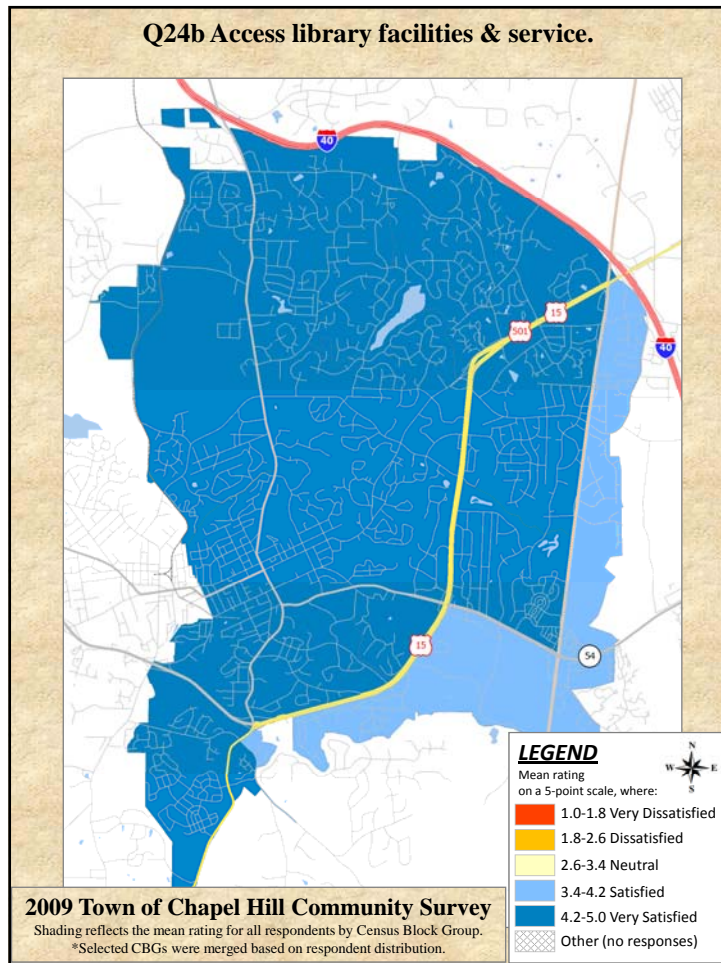 Q24b Access library facilities & service.
40
15
501
40
15
54
LEGEND
Mean rating
on a 5-point scale, where:
N
W E
S
1.0-1.8 Very Dissatisfied
1.8-2.6 Dissatisfied
2.6-3.4 Neutral
3.4-4.2 Satisfied
4.2-5.0 Very Satisfied
Other (no responses)
2009 Town of Chapel Hill Community Survey
Shading reflects the mean rating for all respondents by Census Block Group.
*Selected CBGs were merged based on respondent distribution.